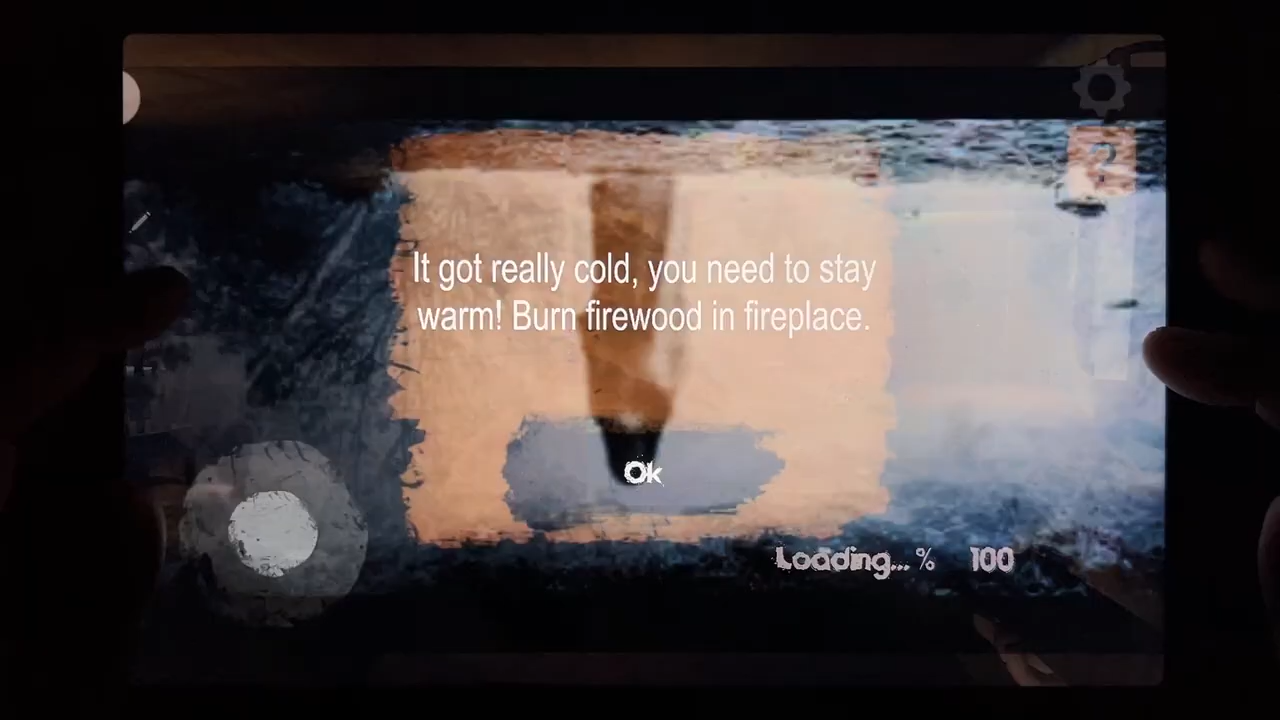 ?
It got really cold, you need to stay
warm! Burn firewood in fireplace.
Ok
Loading... % 100